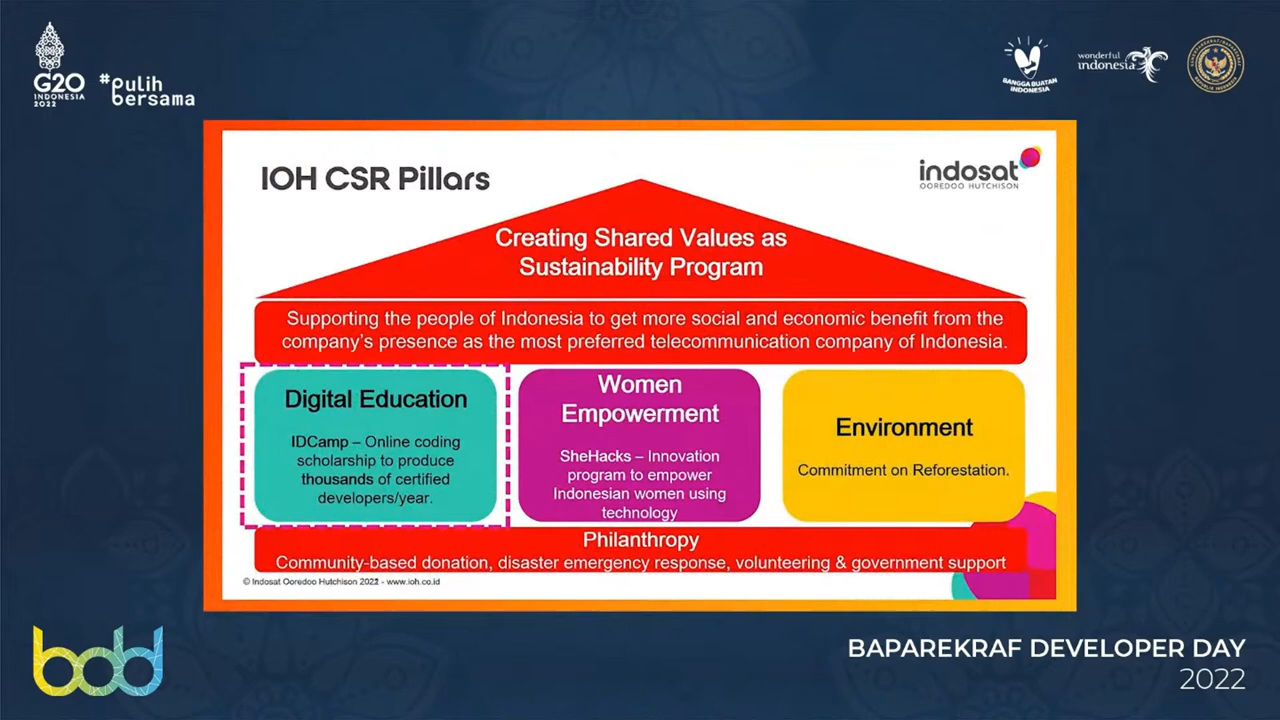 G20
INDONESIA
2022
#pulih
bersama
BANGGA BUATAN
INDONESIA
wonderful
indonesia
IOH CSR Pillars
indosat
OOREDOO HUTCHISON
Creating Shared Values as
Sustainability Program
Supporting the people of Indonesia to get more social and economic benefit from the
company's presence as the most preferred telecommunication company of Indonesia.
Digital Education
IDCamp – Online coding
scholarship to produce
thousands of certified
developers/year.
Women
Empowerment
SheHacks – Innovation
program to empower
Indonesian women using
technology
Environment
Commitment on Reforestation.
Philanthropy
Community-based donation, disaster emergency response, volunteering & government support
© Indosat Ooredoo Hutchison 2022 - www.ioh.co.id
bdd
BAPAREKRAF DEVELOPER DAY
2022